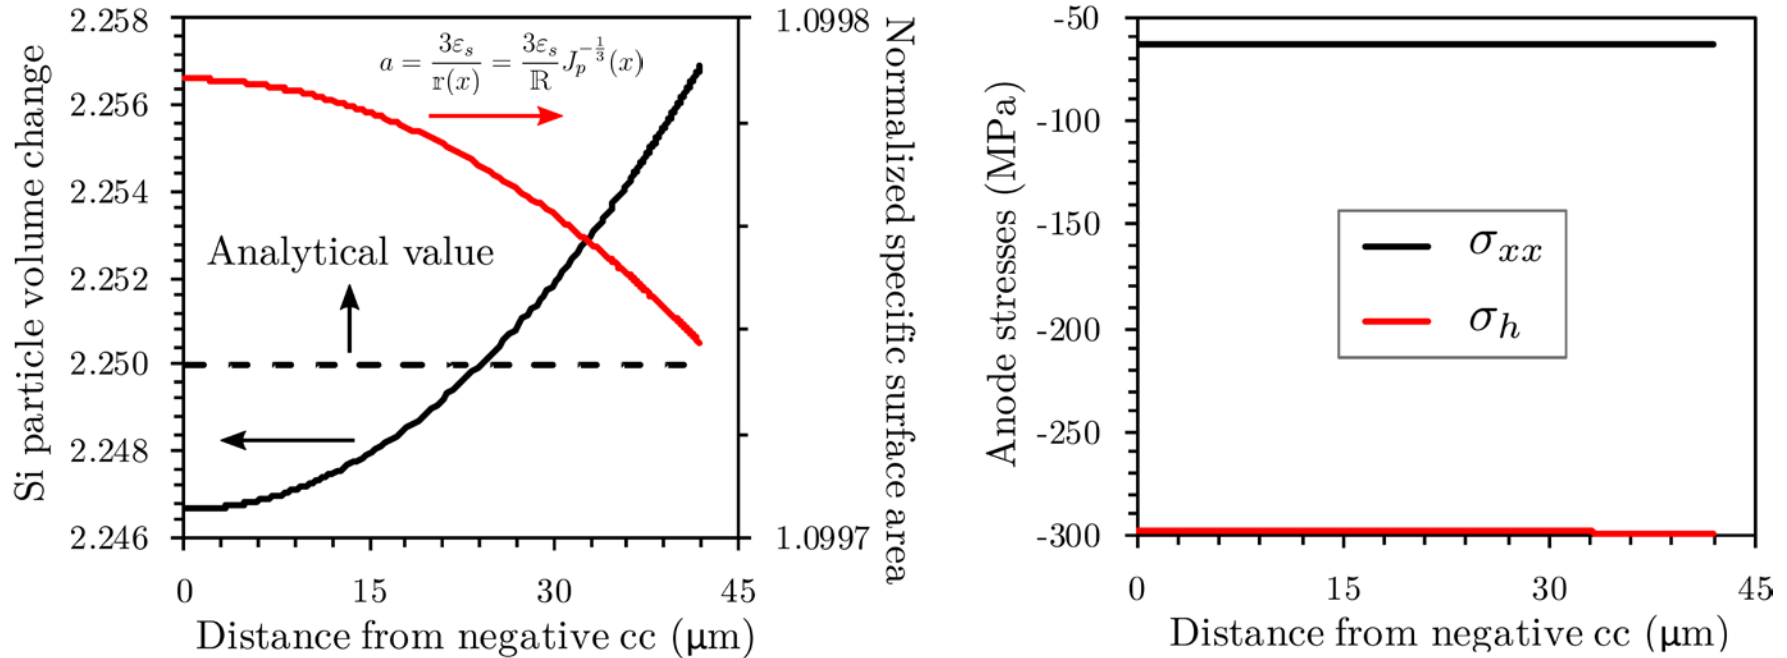 2.258
2.256
2.254
2.252
2.250
2.248
2.246
Si particle volume change
1.0998
1.0997
Normalized specific surface area
a = 3ε_s / 𝕣(x) = 3ε_s / ℝ J_p^{-1/3}(x)
Analytical value
0 15 30 45
Distance from negative cc (μm)
-50
-100
-150
-200
-250
-300
Anode stresses (MPa)
σ_xx
σ_h
0 15 30 45
Distance from negative cc (μm)